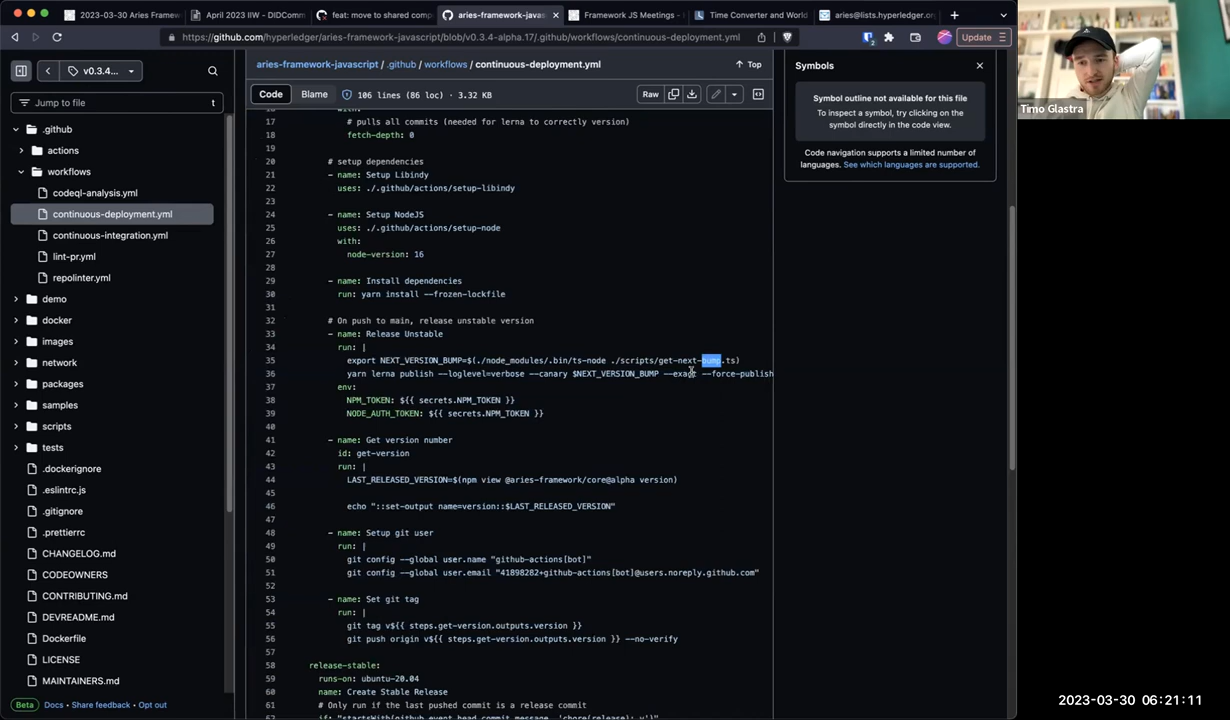 2023-03-30 Aries Framew
April 2023 IIW - DIDComm
feat: move to shared comp
aries-framework-javas
Framework JS Meetings -
Time Converter and World
aries@lists.hyperledger.org
https://github.com/hyperledger/aries-framework-javascript/blob/v0.3.4-alpha.17/.github/workflows/continuous-deployment.yml
Update
v0.3.4...
Jump to file
t
.github
actions
workflows
codeql-analysis.yml
continuous-deployment.yml
continuous-integration.yml
lint-pr.yml
repolinter.yml
demo
docker
images
network
packages
samples
scripts
tests
.dockerignore
.eslintrc.js
.gitignore
.prettierrc
CHANGELOG.md
CODEOWNERS
CONTRIBUTING.md
DEVREADME.md
Dockerfile
LICENSE
MAINTAINERS.md
Beta Docs · Share feedback · Opt out
aries-framework-javascript / .github / workflows / continuous-deployment.yml
Top
Code Blame 106 lines (86 loc) · 3.32 KB
Raw
16 with:
17 # pulls all commits (needed for lerna to correctly version)
18 fetch-depth: 0
19
20 # setup dependencies
21 - name: Setup Libindy
22 uses: ./.github/actions/setup-libindy
23
24 - name: Setup NodeJS
25 uses: ./.github/actions/setup-node
26 with:
27 node-version: 16
28
29 - name: Install dependencies
30 run: yarn install --frozen-lockfile
31
32 # On push to main, release unstable version
33 - name: Release Unstable
34 run: |
35 export NEXT_VERSION_BUMP=$(./node_modules/.bin/ts-node ./scripts/get-next-bump.ts)
36 yarn lerna publish --loglevel=verbose --canary $NEXT_VERSION_BUMP --exact --force-publish
37 env:
38 NPM_TOKEN: ${{ secrets.NPM_TOKEN }}
39 NODE_AUTH_TOKEN: ${{ secrets.NPM_TOKEN }}
40
41 - name: Get version number
42 id: get-version
43 run: |
44 LAST_RELEASED_VERSION=$(npm view @aries-framework/core@alpha version)
45
46 echo "::set-output name=version::$LAST_RELEASED_VERSION"
47
48 - name: Setup git user
49 run: |
50 git config --global user.name "github-actions[bot]"
51 git config --global user.email "41898282+github-actions[bot]@users.noreply.github.com"
52
53 - name: Set git tag
54 run: |
55 git tag v${{ steps.get-version.outputs.version }}
56 git push origin v${{ steps.get-version.outputs.version }} --no-verify
57
58 release-stable:
59 runs-on: ubuntu-20.04
60 name: Create Stable Release
61 # Only run if the last pushed commit is a release commit
62 if: "startsWith(github.event.head_commit.message, 'chore(release): v')"
Symbols
Symbol outline not available for this file
To inspect a symbol, try clicking on the
symbol directly in the code view.
Code navigation supports a limited number of
languages. See which languages are supported.
Timo Glastra
2023-03-30 06:21:11